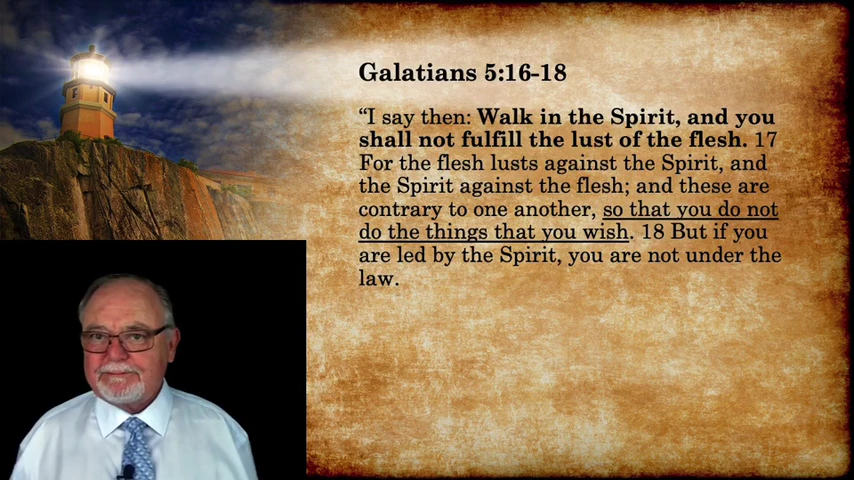 Galatians 5:16-18
“I say then: Walk in the Spirit, and you
shall not fulfill the lust of the flesh. 17
For the flesh lusts against the Spirit, and
the Spirit against the flesh; and these are
contrary to one another, so that you do not
do the things that you wish. 18 But if you
are led by the Spirit, you are not under the
law.